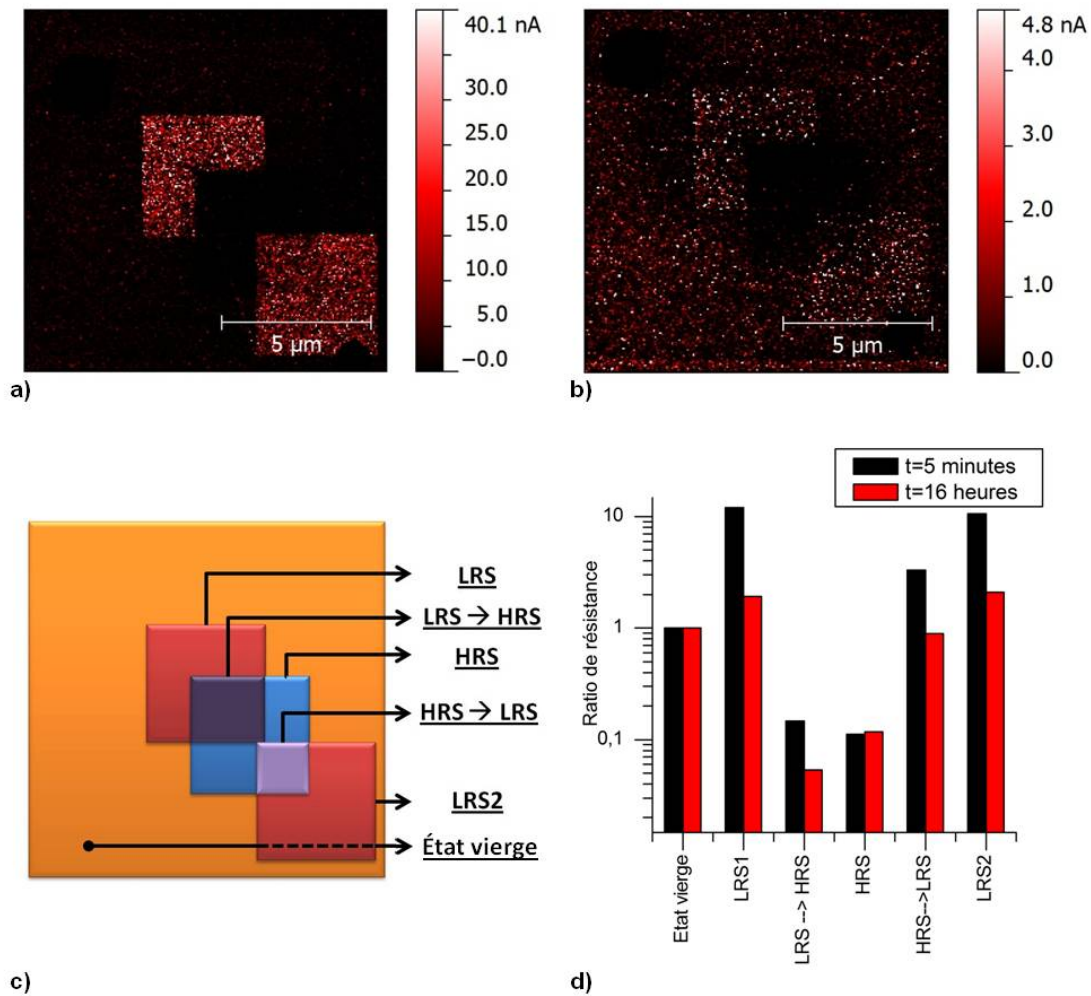 a)
40.1 nA
30.0
25.0
20.0
15.0
10.0
5.0
−0.0
5 µm
b)
4.8 nA
4.0
3.0
2.0
1.0
0.0
5 µm
c)
LRS
LRS → HRS
HRS
HRS → LRS
LRS2
État vierge
d)
t=5 minutes
t=16 heures
Ratio de résistance
10
1
0,1
Etat vierge
LRS1
LRS --> HRS
HRS
HRS-->LRS
LRS2